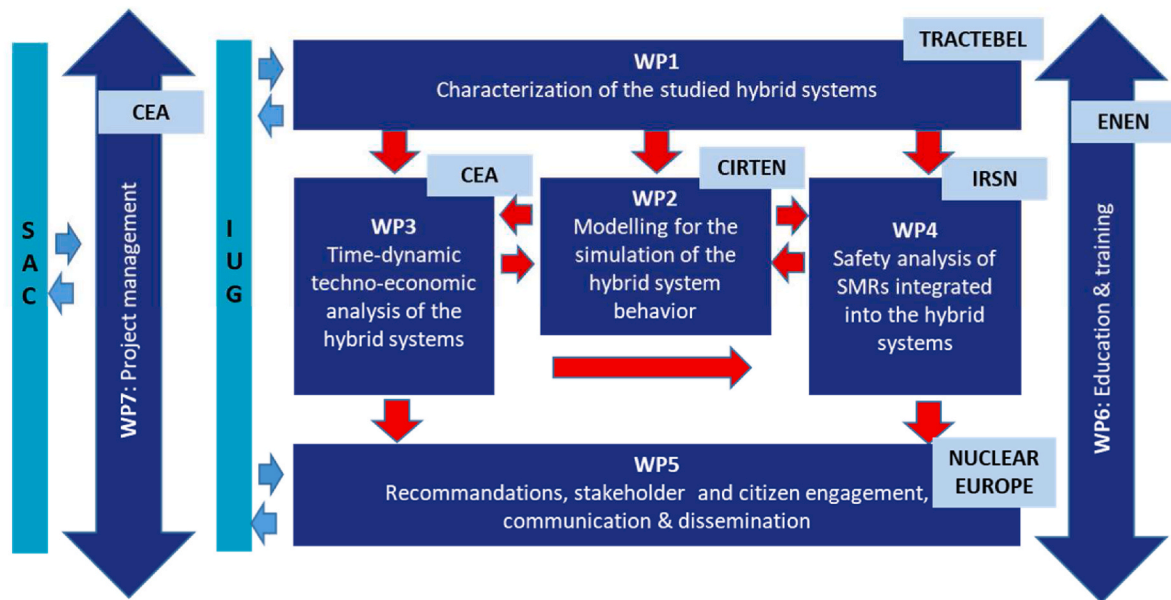 S
A
C
CEA
WP7: Project management
I
U
G
TRACTEBEL
WP1
Characterization of the studied hybrid systems
CEA
WP3
Time-dynamic
techno-economic
analysis of the
hybrid systems
CIRTEN
WP2
Modelling for the
simulation of the
hybrid system
behavior
IRSN
WP4
Safety analysis of
SMRs integrated
into the hybrid
systems
NUCLEAR
EUROPE
WP5
Recommandations, stakeholder and citizen engagement,
communication & dissemination
ENEN
WP6: Education & training